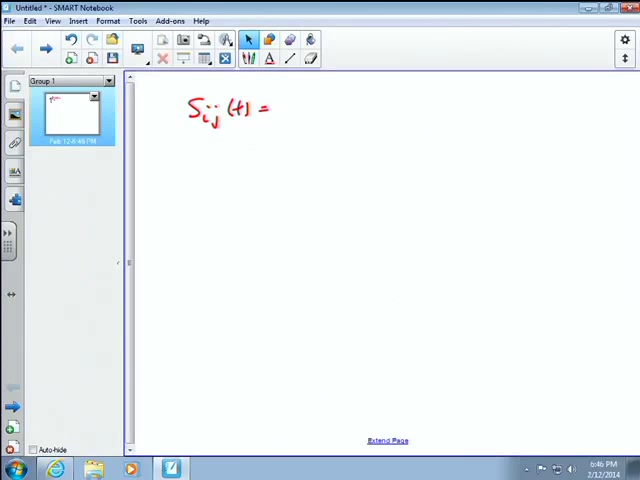 Untitled * - SMART Notebook
File Edit View Insert Format Tools Add-ons Help
Group 1
Feb 12-6:46 PM
S_ij (t) =
Extend Page
Auto-hide
6:46 PM
2/12/2014